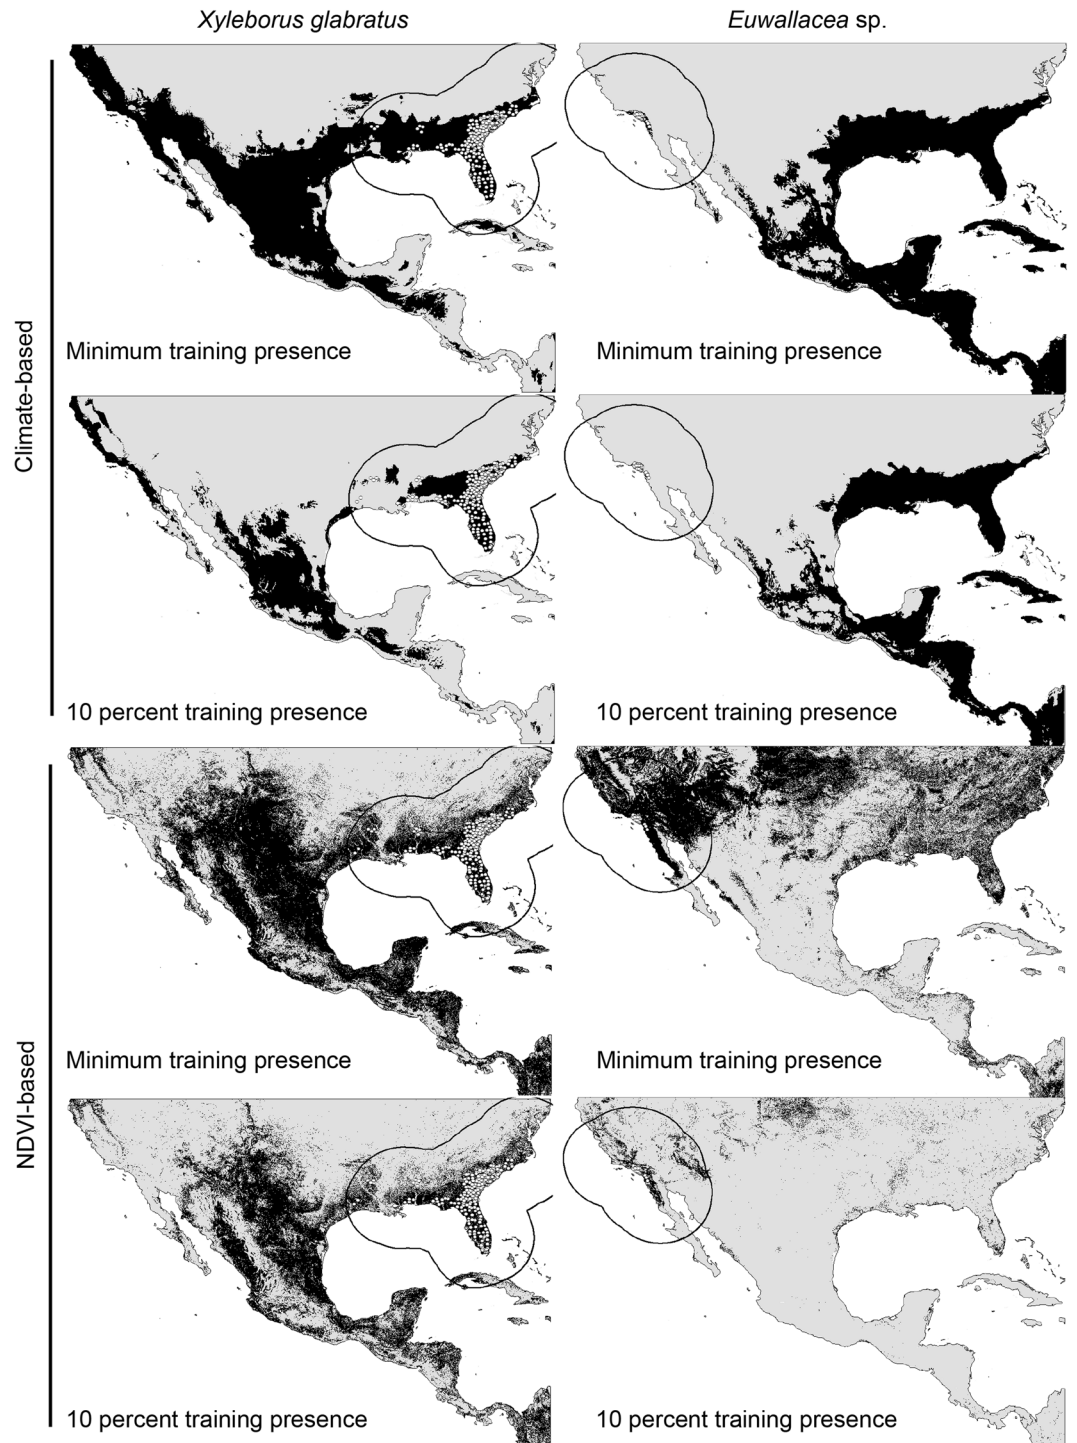 Xyleborus glabratus
Euwallacea sp.
Climate-based
Minimum training presence
Minimum training presence
10 percent training presence
10 percent training presence
NDVI-based
Minimum training presence
Minimum training presence
10 percent training presence
10 percent training presence